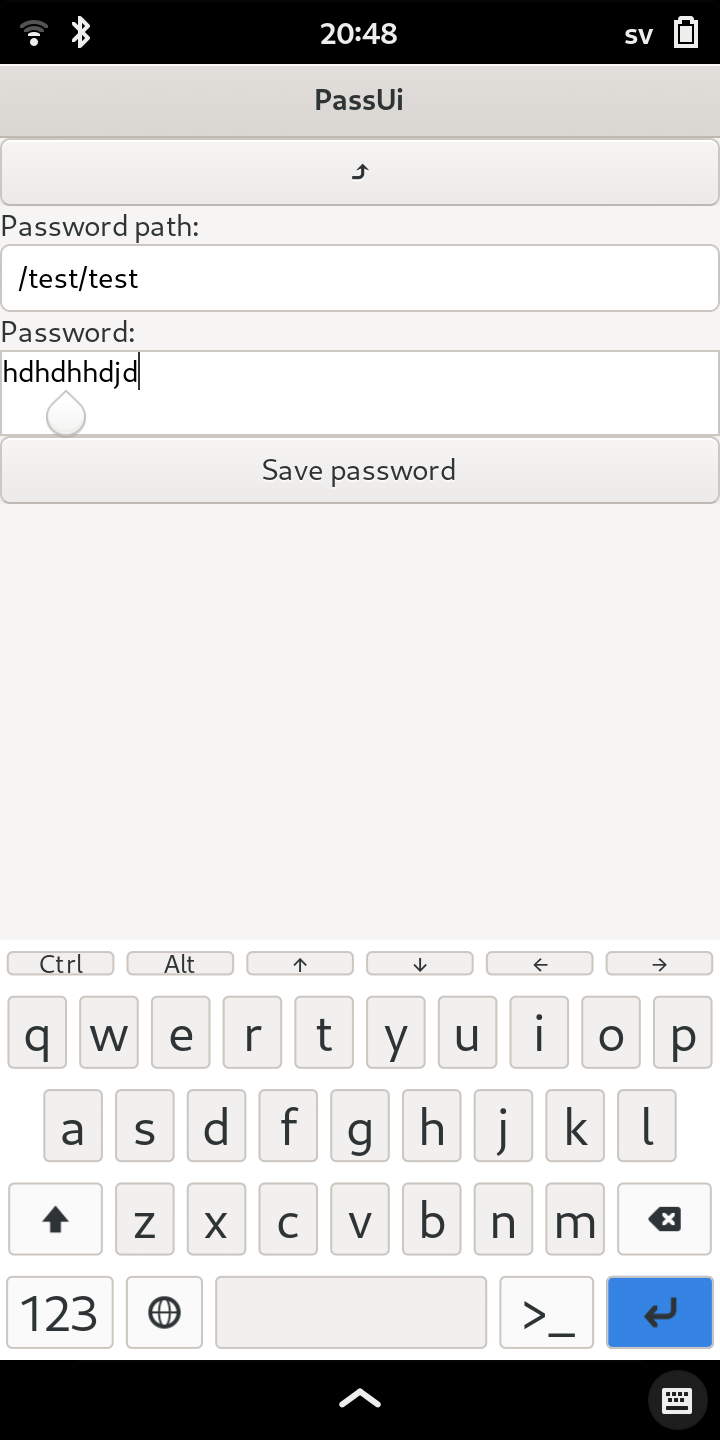 20:48 sv
PassUi
Password path:
/test/test
Password:
hdhdhhdjd
Save password
Ctrl Alt ↑ ↓ ← →
q w e r t y u i o p
a s d f g h j k l
z x c v b n m
123 >_